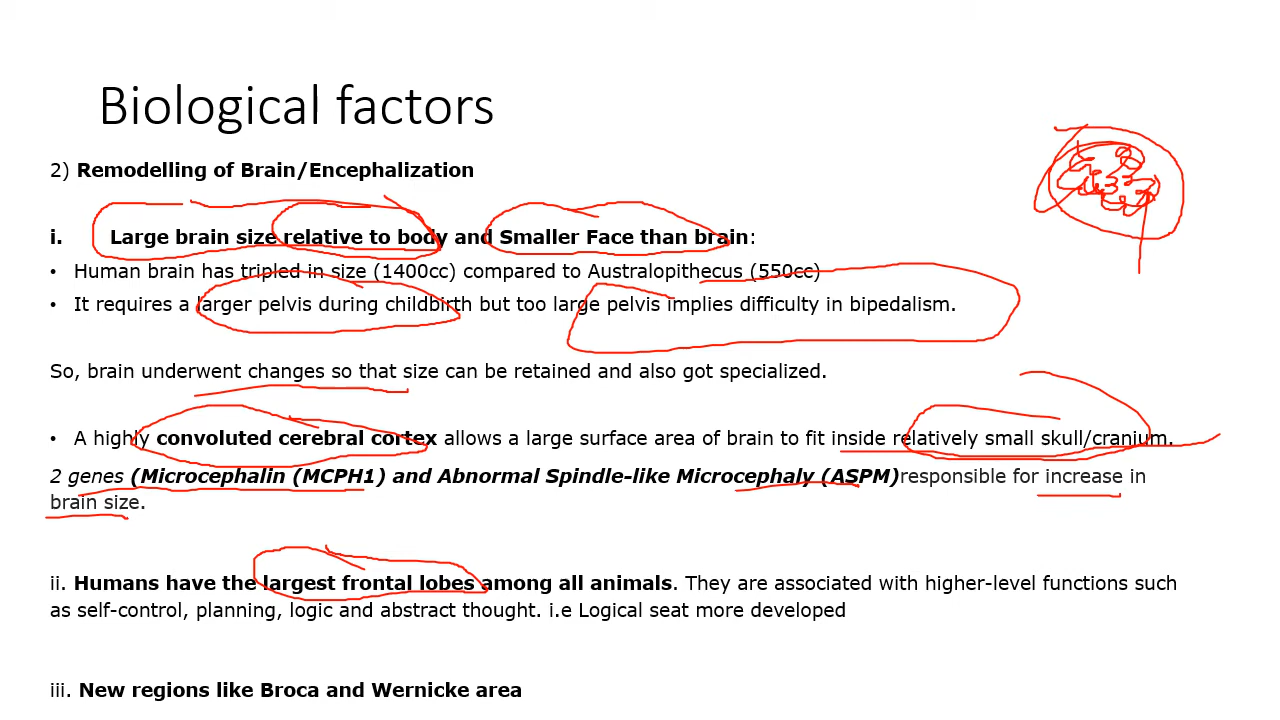 Biological factors
2) Remodelling of Brain/Encephalization
i. Large brain size relative to body and Smaller Face than brain:
• Human brain has tripled in size (1400cc) compared to Australopithecus (550cc)
• It requires a larger pelvis during childbirth but too large pelvis implies difficulty in bipedalism.
So, brain underwent changes so that size can be retained and also got specialized.
• A highly convoluted cerebral cortex allows a large surface area of brain to fit inside relatively small skull/cranium.
2 genes (Microcephalin (MCPH1) and Abnormal Spindle-like Microcephaly (ASPM)responsible for increase in
brain size.
ii. Humans have the largest frontal lobes among all animals. They are associated with higher-level functions such
as self-control, planning, logic and abstract thought. i.e Logical seat more developed
iii. New regions like Broca and Wernicke area